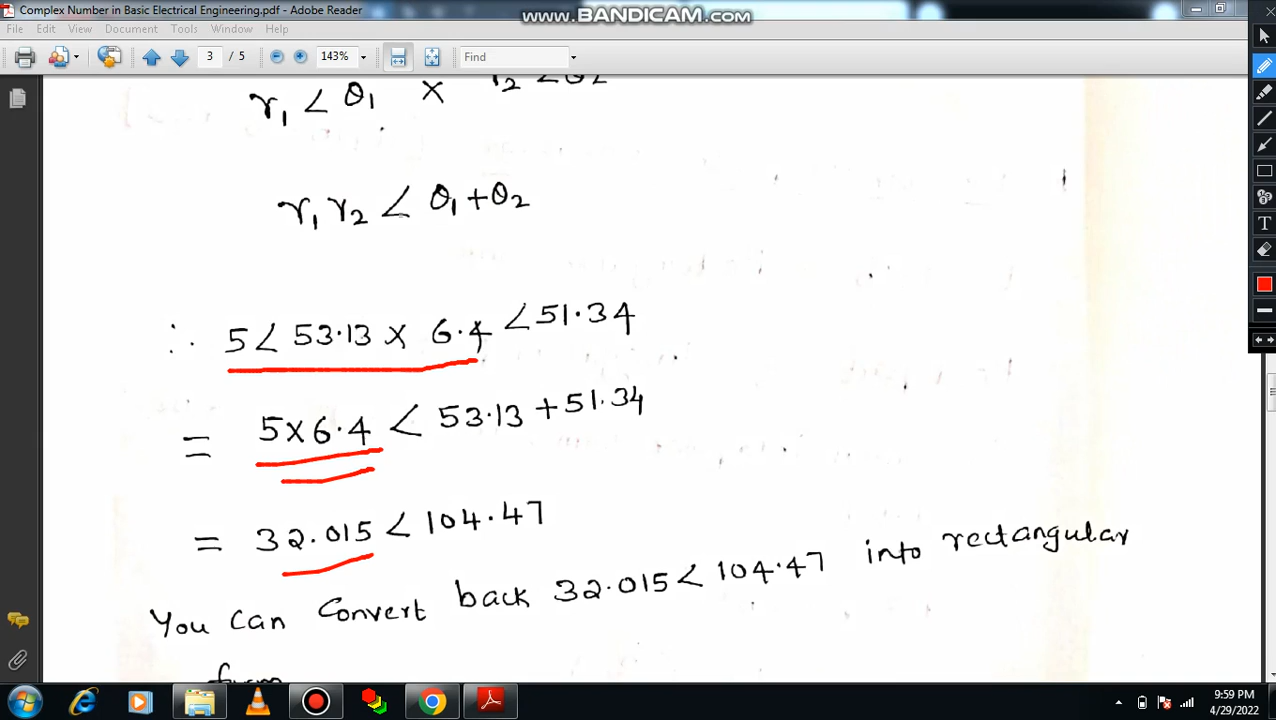 Complex Number in Basic Electrical Engineering.pdf - Adobe Reader
www.BANDICAM.com
File Edit View Document Tools Window Help
3 / 5 143% Find
r₁ < θ₁ × r₂ < θ₂
r₁ r₂ < θ₁+θ₂
∴ 5 < 53.13 × 6.4 < 51.34
= 5×6.4 < 53.13 + 51.34
= 32.015 < 104.47
You can convert back 32.015 < 104.47 into rectangular
form
T
9:59 PM
4/29/2022